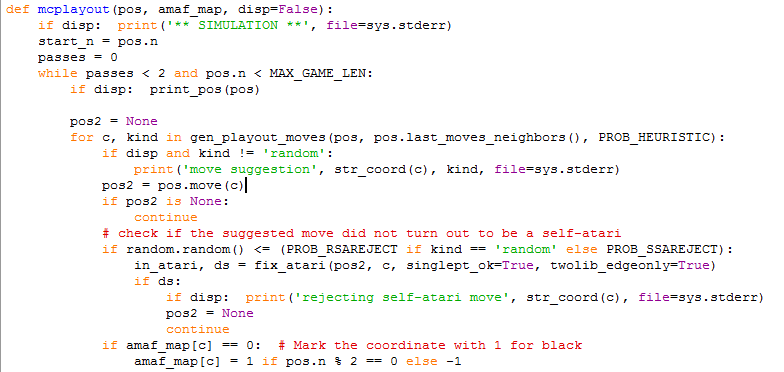 def mcplayout(pos, amaf_map, disp=False):
    if disp:  print('** SIMULATION **', file=sys.stderr)
    start_n = pos.n
    passes = 0
    while passes < 2 and pos.n < MAX_GAME_LEN:
        if disp:  print_pos(pos)

        pos2 = None
        for c, kind in gen_playout_moves(pos, pos.last_moves_neighbors(), PROB_HEURISTIC):
            if disp and kind != 'random':
                print('move suggestion', str_coord(c), kind, file=sys.stderr)
            pos2 = pos.move(c)
            if pos2 is None:
                continue
            # check if the suggested move did not turn out to be a self-atari
            if random.random() <= (PROB_RSAREJECT if kind == 'random' else PROB_SSAREJECT):
                in_atari, ds = fix_atari(pos2, c, singlept_ok=True, twolib_edgeonly=True)
                if ds:
                    if disp:  print('rejecting self-atari move', str_coord(c), file=sys.stderr)
                    pos2 = None
                    continue
            if amaf_map[c] == 0:  # Mark the coordinate with 1 for black
                amaf_map[c] = 1 if pos.n % 2 == 0 else -1